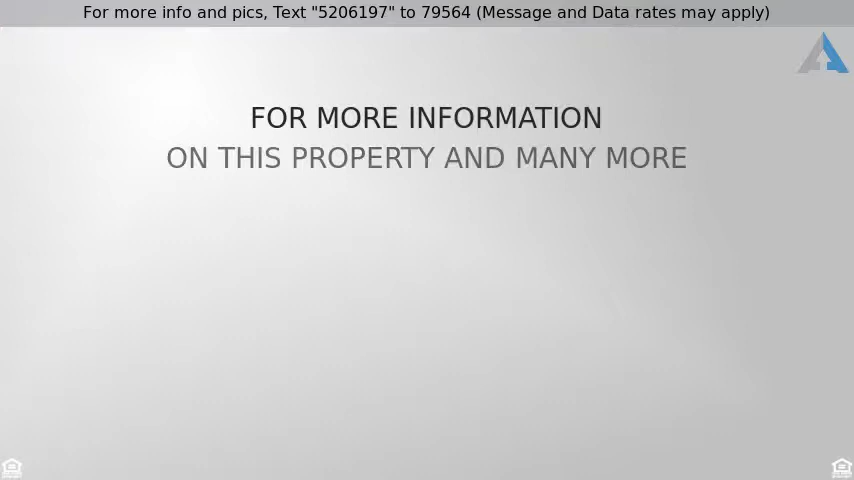 For more info and pics, Text "5206197" to 79564 (Message and Data rates may apply)
FOR MORE INFORMATION
ON THIS PROPERTY AND MANY MORE